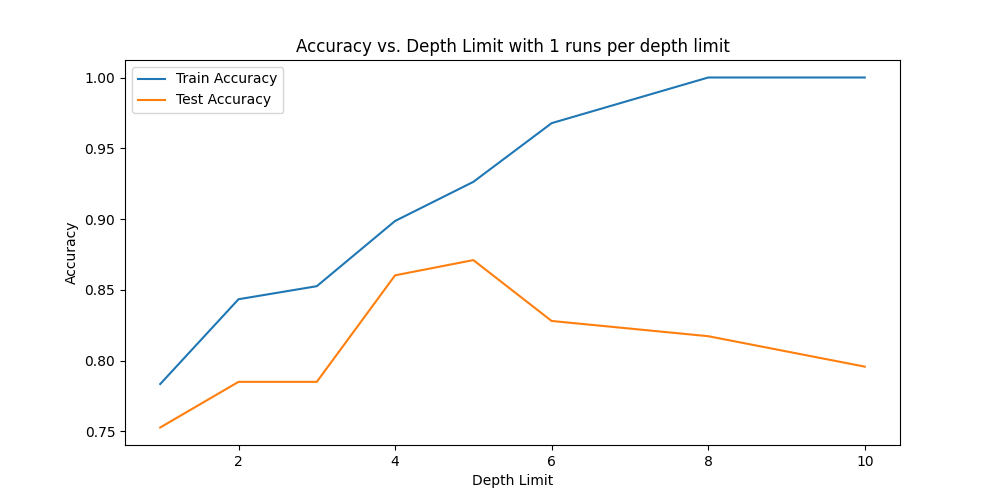 Accuracy vs. Depth Limit with 1 runs per depth limit
Train Accuracy
Test Accuracy
1.00
0.95
0.90
0.85
0.80
0.75
Accuracy
2 4 6 8 10
Depth Limit